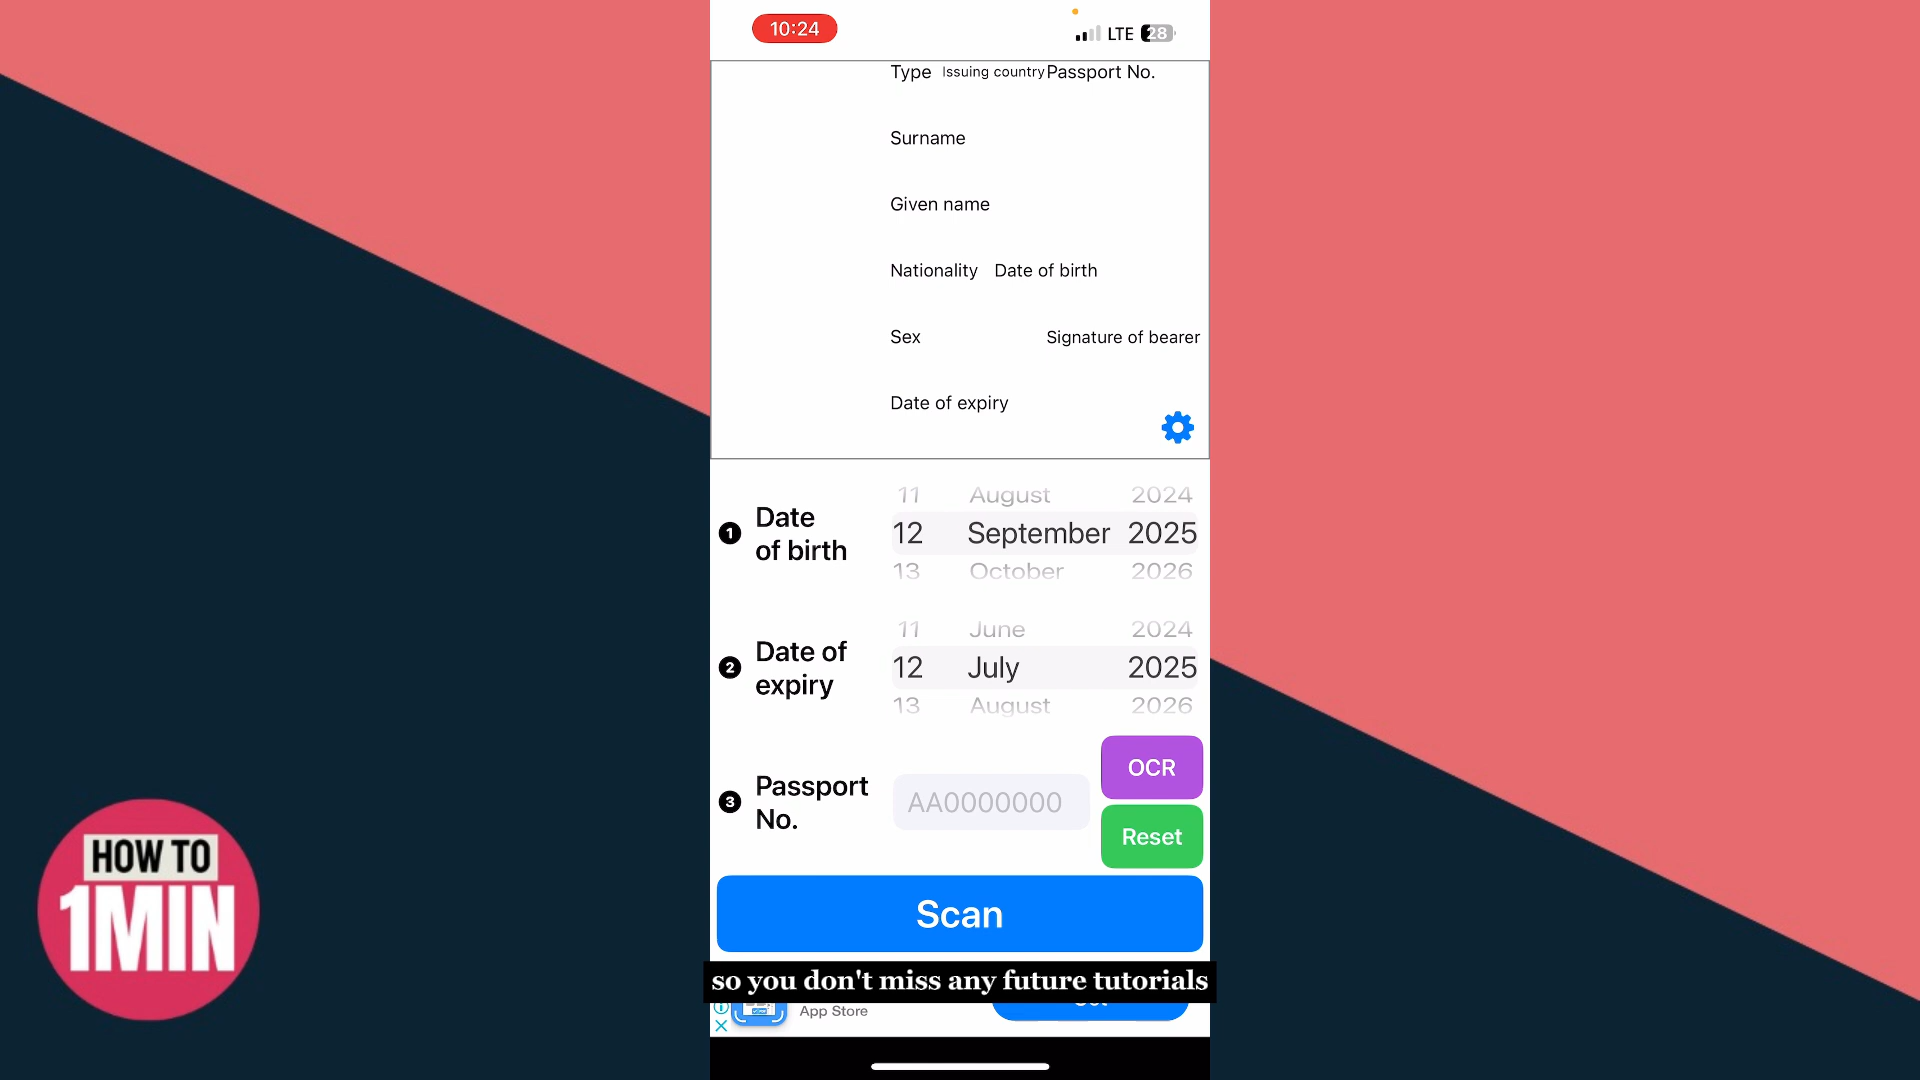 10:24
LTE 28
Type Issuing country Passport No.
Surname
Given name
Nationality Date of birth
Sex Signature of bearer
Date of expiry
11 August 2024
1 Date of birth 12 September 2025
13 October 2026
11 June 2024
2 Date of expiry 12 July 2025
13 August 2026
OCR
3 Passport No. AA0000000
Reset
Scan
so you don't miss any future tutorials
App Store
HOW TO
1MIN